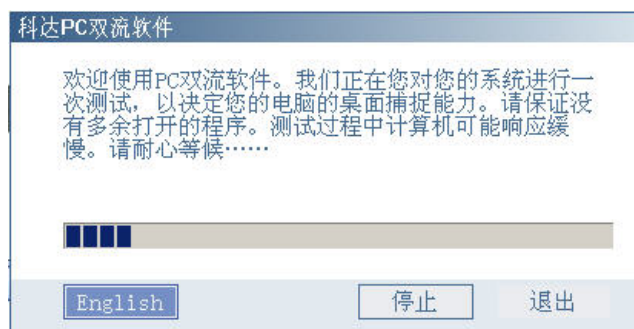 科达PC双流软件
欢迎使用PC双流软件。我们正在您对您的系统进行一
次测试，以决定您的电脑的桌面捕捉能力。请保证没
有多余打开的程序。测试过程中计算机可能响应缓
慢。请耐心等候……
English
停止
退出